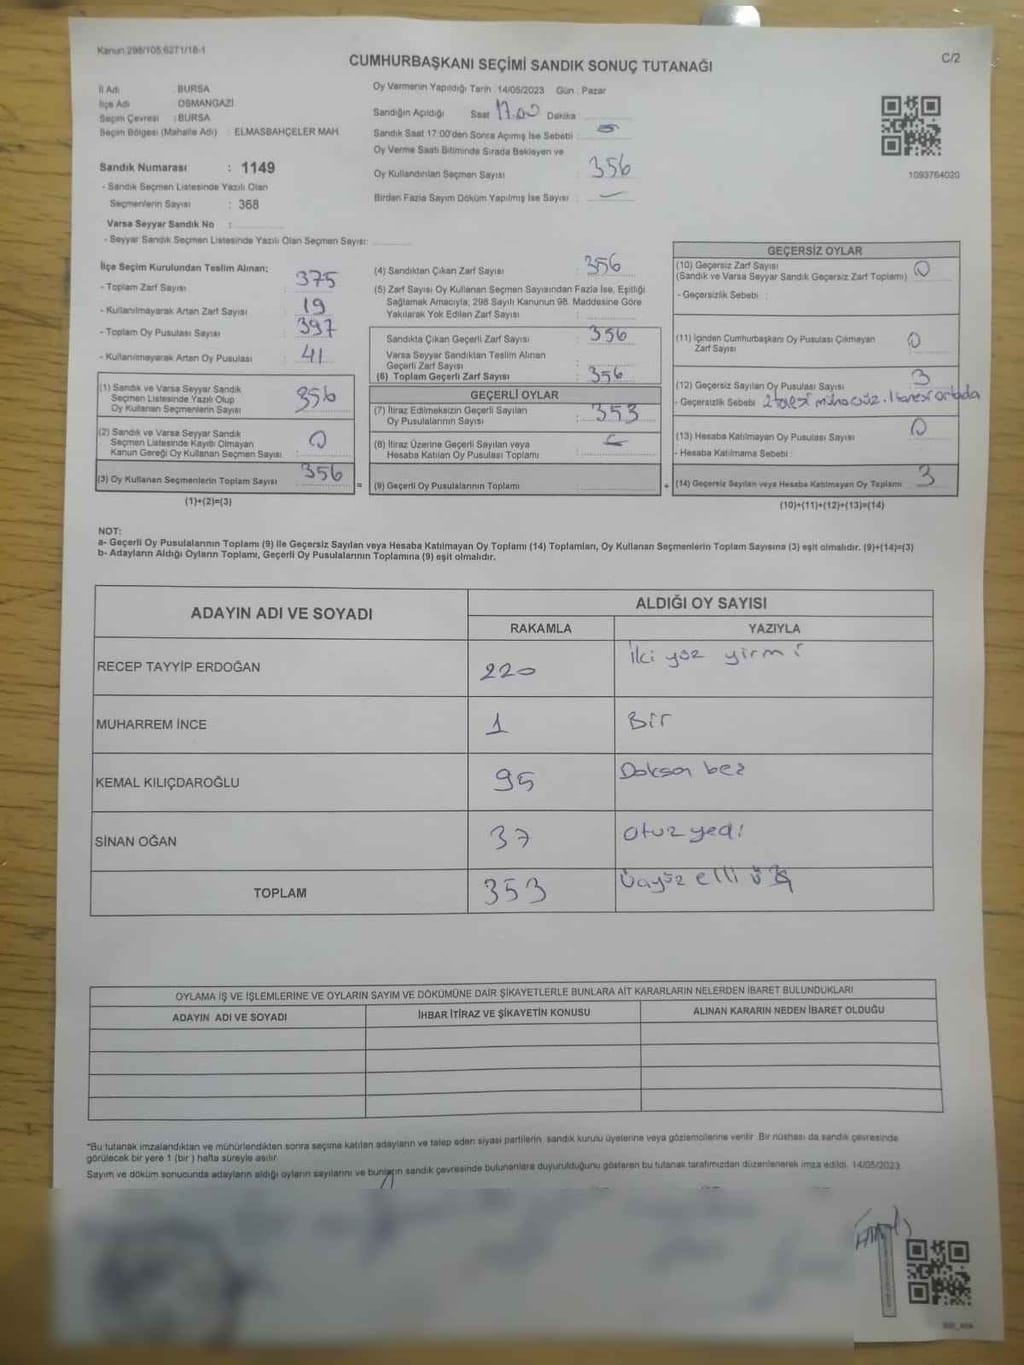 Kanun:298/105;6271/18-1
CUMHURBAŞKANI SEÇİMİ SANDIK SONUÇ TUTANAĞI
C/2
İl Adı : BURSA
İlçe Adı : OSMANGAZİ
Seçim Çevresi : BURSA
Seçim Bölgesi (Mahalle Adı) : ELMASBAHÇELER MAH.
Oy Vermenin Yapıldığı Tarih 14/05/2023 Gün : Pazar
Sandığın Açıldığı Saat 17.00 Dakika :
Sandık Saat 17:00'den Sonra Açımış İse Sebebi :
Oy Verme Saati Bitiminde Sırada Bekleyen ve
Oy Kullandırılan Seçmen Sayısı : 356
Birden Fazla Sayım Döküm Yapılmış İse Sayısı :
1093764020
Sandık Numarası : 1149
- Sandık Seçmen Listesinde Yazılı Olan
Seçmenlerin Sayısı : 368
Varsa Seyyar Sandık No :
- Seyyar Sandık Seçmen Listesinde Yazılı Olan Seçmen Sayısı:
İlçe Seçim Kurulundan Teslim Alınan;
- Toplam Zarf Sayısı : 375
- Kullanılmayarak Artan Zarf Sayısı : 19
- Toplam Oy Pusulası Sayısı : 397
- Kullanılmayarak Artan Oy Pusulası : 41
(1) Sandık ve Varsa Seyyar Sandık
Seçmen Listesinde Yazılı Olup
Oy Kullanan Seçmenlerin Sayısı : 356
(2) Sandık ve Varsa Seyyar Sandık
Seçmen Listesinde Kayıtlı Olmayan
Kanun Gereği Oy Kullanan Seçmen Sayısı : 0
(3) Oy Kullanan Seçmenlerin Toplam Sayısı : 356
(1)+(2)=(3)
(4) Sandıktan Çıkan Zarf Sayısı : 356
(5) Zarf Sayısı Oy Kullanan Seçmen Sayısından Fazla İse, Eşitliği
Sağlamak Amacıyla; 298 Sayılı Kanunun 98. Maddesine Göre
Yakılarak Yok Edilen Zarf Sayısı :
Sandıkta Çıkan Geçerli Zarf Sayısı : 356
Varsa Seyyar Sandıktan Teslim Alınan
Geçerli Zarf Sayısı :
(6) Toplam Geçerli Zarf Sayısı : 356
GEÇERLİ OYLAR
(7) İtiraz Edilmeksizin Geçerli Sayılan
Oy Pusulalarının Sayısı : 353
(8) İtiraz Üzerine Geçerli Sayılan veya
Hesaba Katılan Oy Pusulası Toplamı :
= (9) Geçerli Oy Pusulalarının Toplamı :
GEÇERSİZ OYLAR
(10) Geçersiz Zarf Sayısı
(Sandık ve Varsa Seyyar Sandık Geçersiz Zarf Toplamı) : 0
- Geçersizlik Sebebi :
(11) İçinden Cumhurbaşkanı Oy Pusulası Çıkmayan
Zarf Sayısı : 0
(12) Geçersiz Sayılan Oy Pusulası Sayısı : 3
- Geçersizlik Sebebi : 2 tanesi mühürsüz. 1 tanesi ortada
(13) Hesaba Katılmayan Oy Pusulası Sayısı : 0
- Hesaba Katılmama Sebebi :
+ (14) Geçersiz Sayılan veya Hesaba Katılmayan Oy Toplamı : 3
(10)+(11)+(12)+(13)=(14)
NOT:
a- Geçerli Oy Pusulalarının Toplamı (9) ile Geçersiz Sayılan veya Hesaba Katılmayan Oy Toplamı (14) Toplamları, Oy Kullanan Seçmenlerin Toplam Sayısına (3) eşit olmalıdır. (9)+(14)=(3)
b- Adayların Aldığı Oyların Toplamı, Geçerli Oy Pusulalarının Toplamına (9) eşit olmalıdır.
ADAYIN ADI VE SOYADI
ALDIĞI OY SAYISI
RAKAMLA YAZIYLA
RECEP TAYYİP ERDOĞAN 220 İki yüz yirmi
MUHARREM İNCE 1 Bir
KEMAL KILIÇDAROĞLU 95 Doksan beş
SİNAN OĞAN 37 Otuz yedi
TOPLAM 353 Üçyüz elli üç
OYLAMA İŞ VE İŞLEMLERİNE VE OYLARIN SAYIM VE DÖKÜMÜNE DAİR ŞİKAYETLERLE BUNLARA AİT KARARLARIN NELERDEN İBARET BULUNDUKLARI
ADAYIN ADI VE SOYADI
İHBAR İTİRAZ VE ŞİKAYETİN KONUSU
ALINAN KARARIN NEDEN İBARET OLDUĞU
*Bu tutanak imzalandıktan ve mühürlendikten sonra seçime katılan adayların ve talep eden siyasi partilerin sandık kurulu üyelerine veya gözlemcilerine verilir. Bir nüshası da sandık çevresinde
görülecek bir yere 1 (bir) hafta süreyle asılır.
Sayım ve döküm sonucunda adayların aldığı oyların sayılarını ve bunların sandık çevresinde bulunanlara duyurulduğunu gösteren bu tutanak tarafımızdan düzenlenerek imza edildi. 14/05/2023